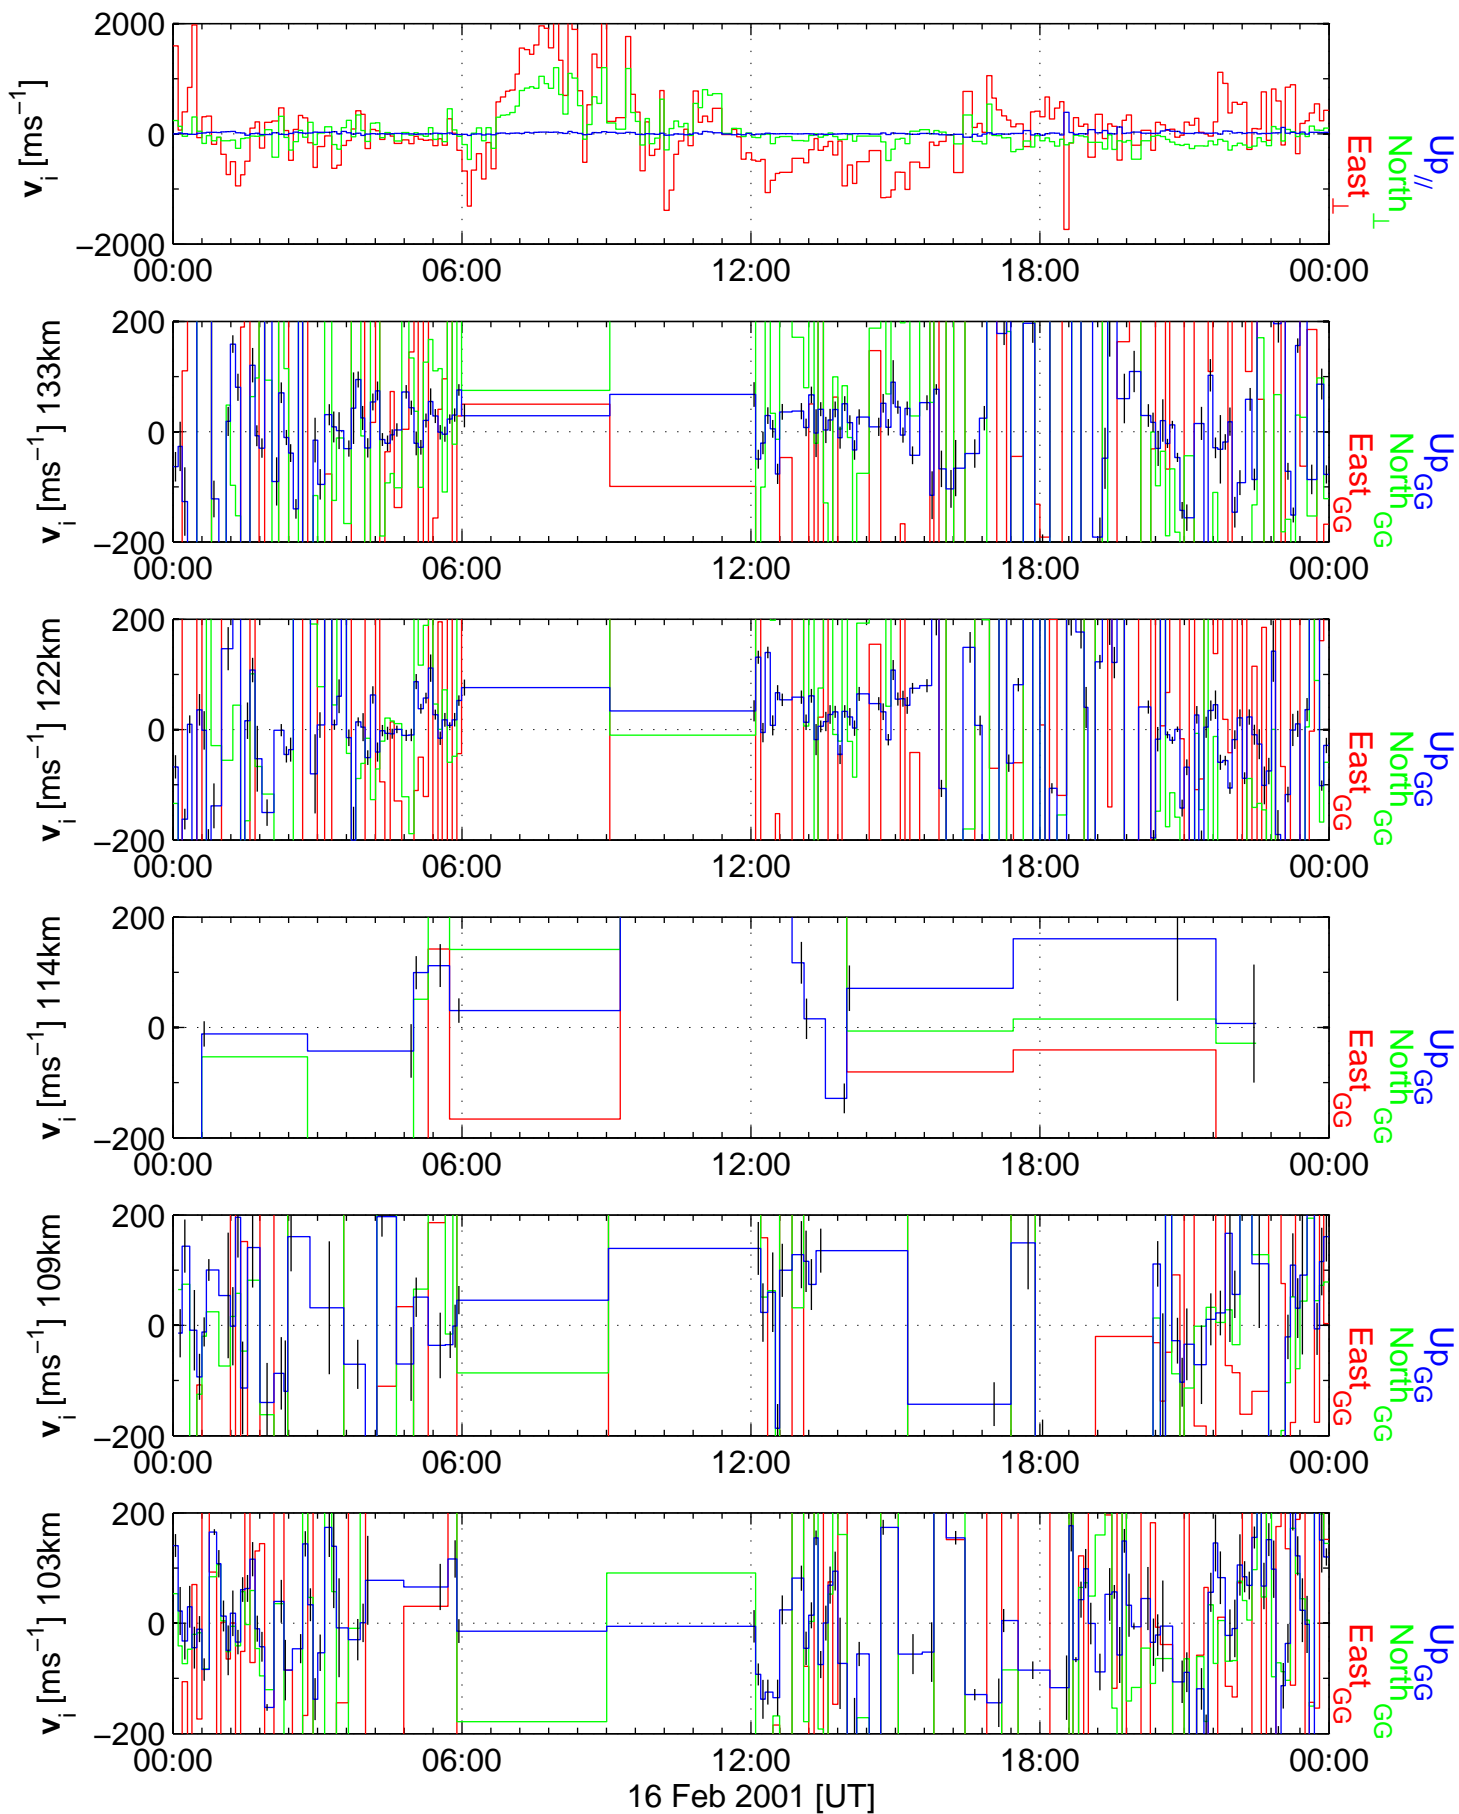 2000
0
−2000
v_i [ms^−1]
00:00 06:00 12:00 18:00 00:00
Up_//
North_⊥
East_⊥
200
0
−200
v_i [ms^−1] 133km
00:00 06:00 12:00 18:00 00:00
Up_GG
North_GG
East_GG
200
0
−200
v_i [ms^−1] 122km
00:00 06:00 12:00 18:00 00:00
Up_GG
North_GG
East_GG
200
0
−200
v_i [ms^−1] 114km
00:00 06:00 12:00 18:00 00:00
Up_GG
North_GG
East_GG
200
0
−200
v_i [ms^−1] 109km
00:00 06:00 12:00 18:00 00:00
Up_GG
North_GG
East_GG
200
0
−200
v_i [ms^−1] 103km
00:00 06:00 12:00 18:00 00:00
Up_GG
North_GG
East_GG
16 Feb 2001 [UT]